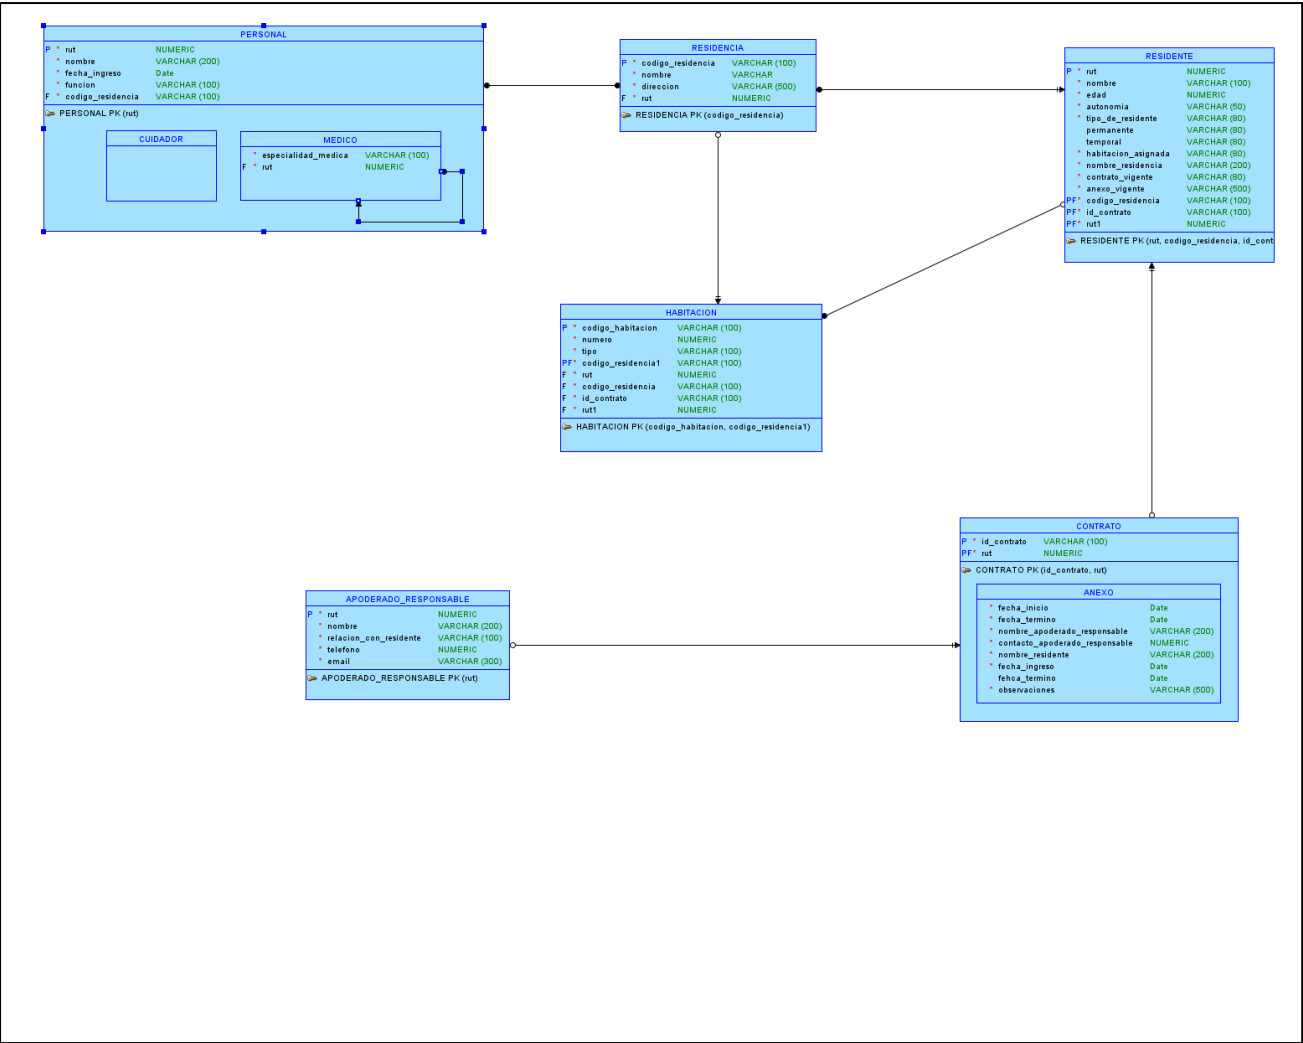 PERSONAL
P * rut NUMERIC
* nombre VARCHAR (200)
* fecha_ingreso Date
* funcion VARCHAR (100)
F * codigo_residencia VARCHAR (100)
PERSONAL PK (rut)
CUIDADOR
MEDICO
* especialidad_medica VARCHAR (100)
F * rut NUMERIC
RESIDENCIA
P * codigo_residencia VARCHAR (100)
* nombre VARCHAR
* direccion VARCHAR (500)
F * rut NUMERIC
RESIDENCIA PK (codigo_residencia)
RESIDENTE
P * rut NUMERIC
* nombre VARCHAR (100)
* edad NUMERIC
* autonomia VARCHAR (50)
* tipo_de_residente VARCHAR (80)
permanente VARCHAR (80)
temporal VARCHAR (80)
* habitacion_asignada VARCHAR (80)
* nombre_residencia VARCHAR (200)
* contrato_vigente VARCHAR (80)
* anexo_vigente VARCHAR (500)
PF* codigo_residencia VARCHAR (100)
PF* id_contrato VARCHAR (100)
PF* rut1 NUMERIC
RESIDENTE PK (rut, codigo_residencia, id_cont
HABITACION
P * codigo_habitacion VARCHAR (100)
* numero NUMERIC
* tipo VARCHAR (100)
PF* codigo_residencia1 VARCHAR (100)
F * rut NUMERIC
F * codigo_residencia VARCHAR (100)
F * id_contrato VARCHAR (100)
F * rut1 NUMERIC
HABITACION PK (codigo_habitacion, codigo_residencia1)
CONTRATO
P * id_contrato VARCHAR (100)
PF* rut NUMERIC
CONTRATO PK (id_contrato, rut)
ANEXO
* fecha_inicio Date
* fecha_termino Date
* nombre_apoderado_responsable VARCHAR (200)
* contacto_apoderado_responsable NUMERIC
* nombre_residente VARCHAR (200)
* fecha_ingreso Date
fehca_termino Date
* observaciones VARCHAR (500)
APODERADO_RESPONSABLE
P * rut NUMERIC
* nombre VARCHAR (200)
* relacion_con_residente VARCHAR (100)
* telefono NUMERIC
* email VARCHAR (300)
APODERADO_RESPONSABLE PK (rut)